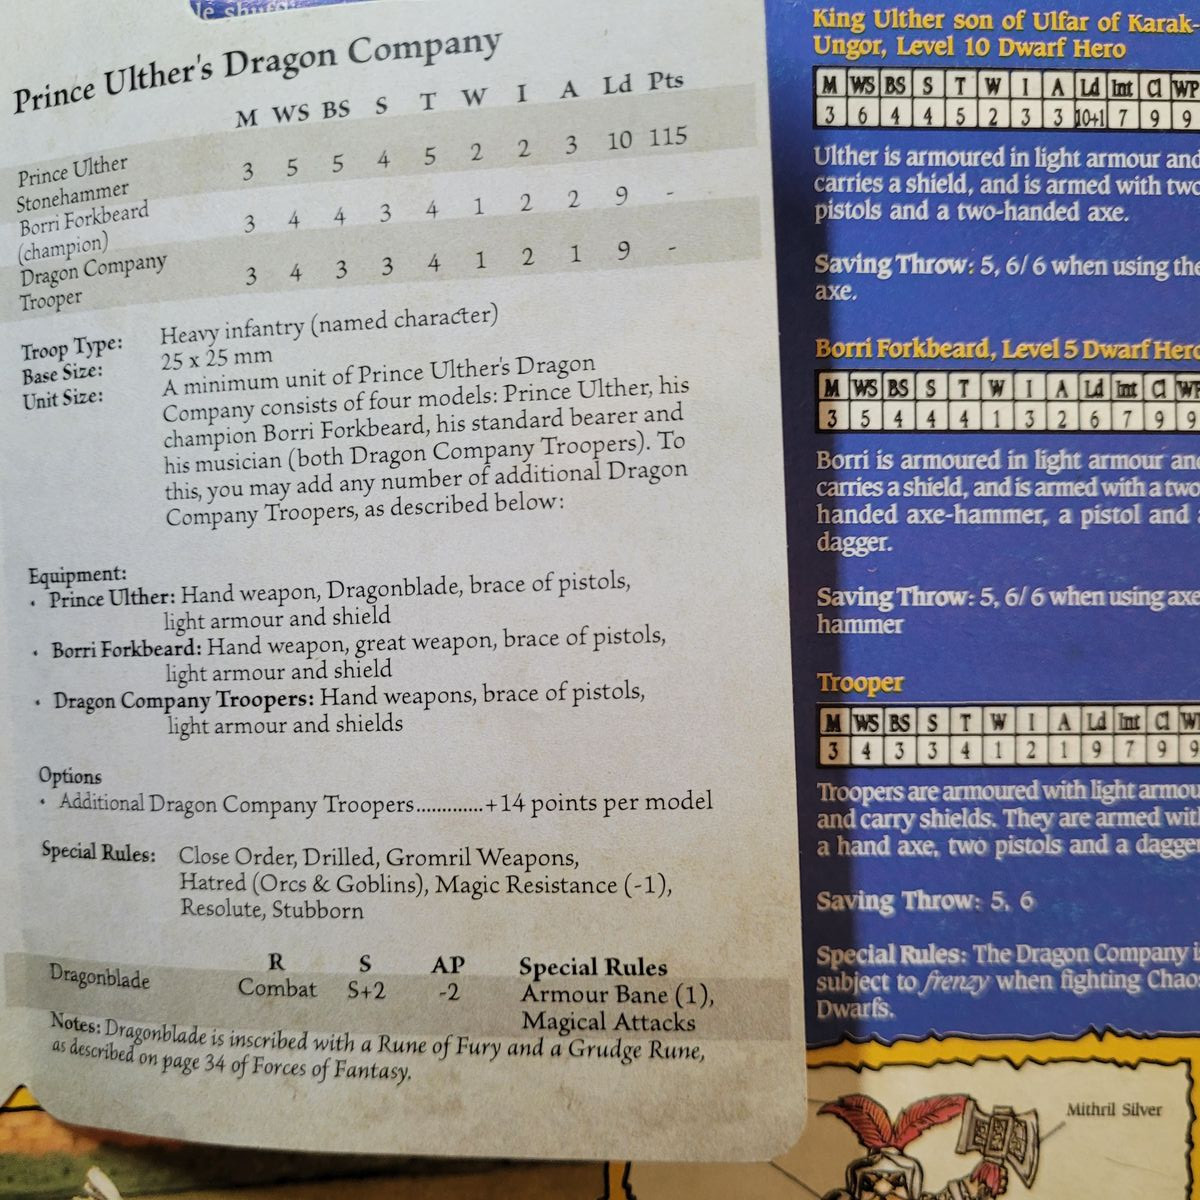 Prince Ulther's Dragon Company
M WS BS S T W I A Ld Pts
Prince Ulther
Stonehammer
3 5 5 4 5 2 2 3 10 115
Borri Forkbeard
(champion)
3 4 4 3 4 1 2 2 9 -
Dragon Company
Trooper
3 4 3 3 4 1 2 1 9 -
Troop Type: Heavy infantry (named character)
Base Size: 25 x 25 mm
Unit Size: A minimum unit of Prince Ulther's Dragon
Company consists of four models: Prince Ulther, his
champion Borri Forkbeard, his standard bearer and
his musician (both Dragon Company Troopers). To
this, you may add any number of additional Dragon
Company Troopers, as described below:
Equipment:
• Prince Ulther: Hand weapon, Dragonblade, brace of pistols,
light armour and shield
• Borri Forkbeard: Hand weapon, great weapon, brace of pistols,
light armour and shield
• Dragon Company Troopers: Hand weapons, brace of pistols,
light armour and shields
Options
• Additional Dragon Company Troopers.............+14 points per model
Special Rules: Close Order, Drilled, Gromril Weapons,
Hatred (Orcs & Goblins), Magic Resistance (-1),
Resolute, Stubborn
R S AP Special Rules
Dragonblade Combat S+2 -2 Armour Bane (1),
Magical Attacks
Notes: Dragonblade is inscribed with a Rune of Fury and a Grudge Rune,
as described on page 34 of Forces of Fantasy.
King Ulther son of Ulfar of Karak-
Ungor, Level 10 Dwarf Hero
M WS BS S T W I A Ld Int Cl WP
3 6 4 4 5 2 3 3 10+1 7 9 9
Ulther is armoured in light armour and
carries a shield, and is armed with two
pistols and a two-handed axe.
Saving Throw: 5, 6/6 when using the
axe.
Borri Forkbeard, Level 5 Dwarf Hero
M WS BS S T W I A Ld Int Cl WP
3 5 4 4 4 1 3 2 6 7 9 9
Borri is armoured in light armour and
carries a shield, and is armed with a two-
handed axe-hammer, a pistol and
dagger.
Saving Throw: 5, 6/6 when using axe-
hammer
Trooper
M WS BS S T W I A Ld Int Cl
3 4 3 3 4 1 2 1 9 7 9 9
Troopers are armoured with light armour
and carry shields. They are armed with
a hand axe, two pistols and a dagger.
Saving Throw: 5, 6
Special Rules: The Dragon Company is
subject to frenzy when fighting Chaos
Dwarfs.
Mithril Silver